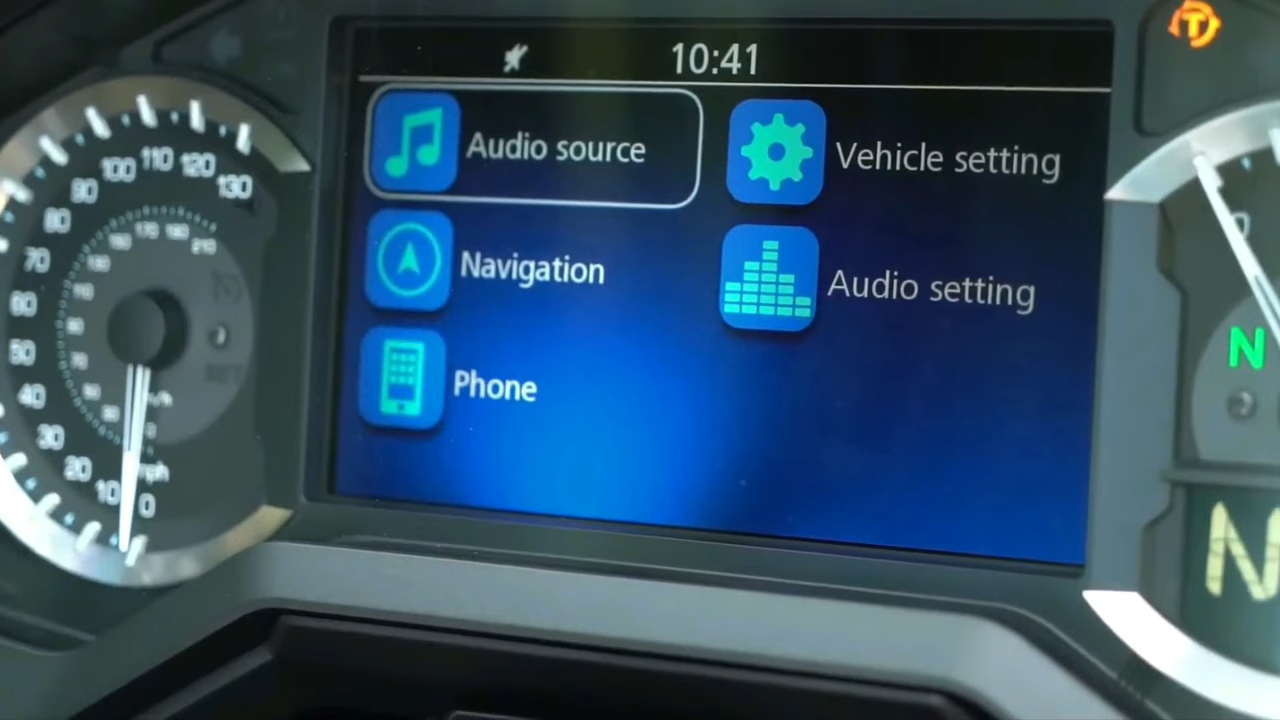 10:41
T
Audio source
Vehicle setting
Navigation
Audio setting
Phone
130
120
110
100
90
80
70
60
50
40
30
20
10
0
mph
N
N